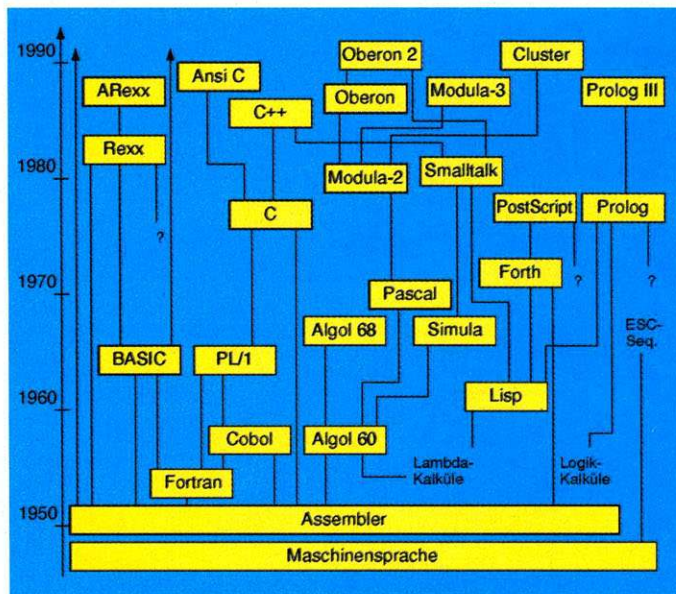 1990
Oberon 2
Cluster
Ansi C
ARexx
Oberon
Modula-3
Prolog III
C++
Rexx
1980
Modula-2
Smalltalk
C
PostScript
Prolog
?
Forth
?
?
1970
Pascal
ESC-
Seq.
Algol 68
Simula
BASIC
PL/1
Lisp
1960
Cobol
Algol 60
Lambda-
Kalküle
Logik-
Kalküle
Fortran
1950
Assembler
Maschinensprache